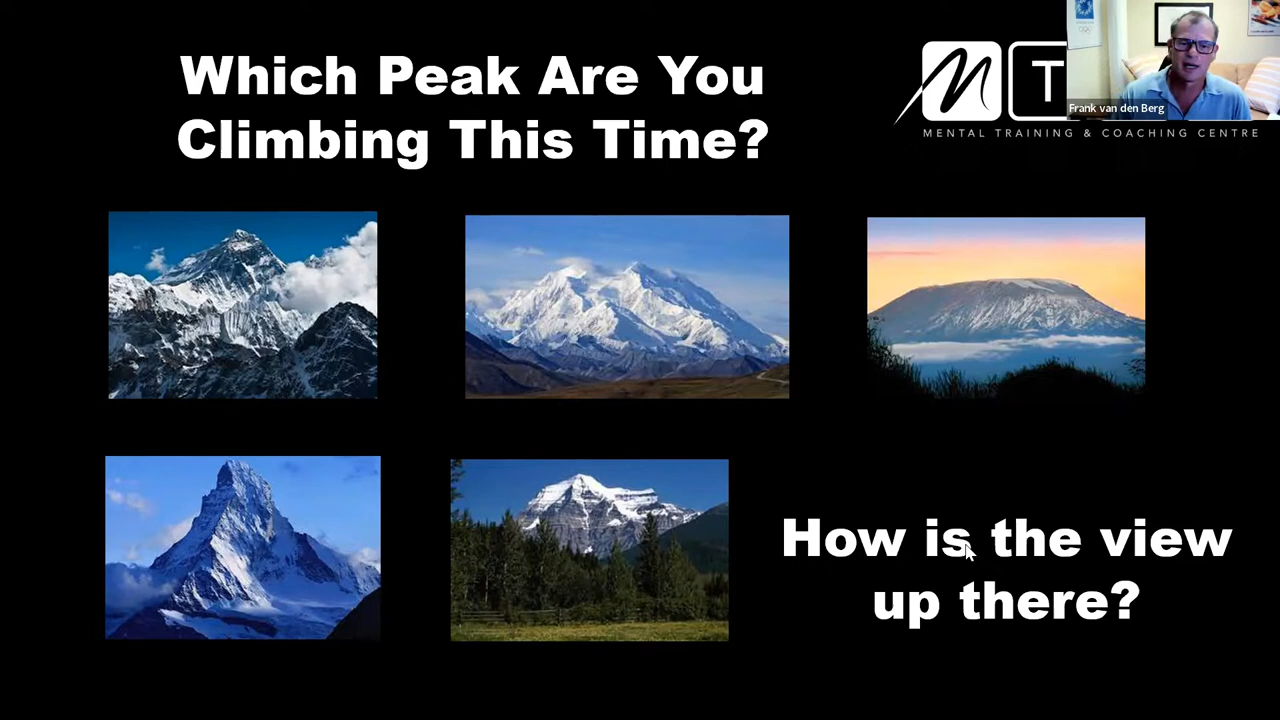 Which Peak Are You
Climbing This Time?
M T
MENTAL TRAINING & COACHING CENTRE
Frank van den Berg
How is the view
up there?